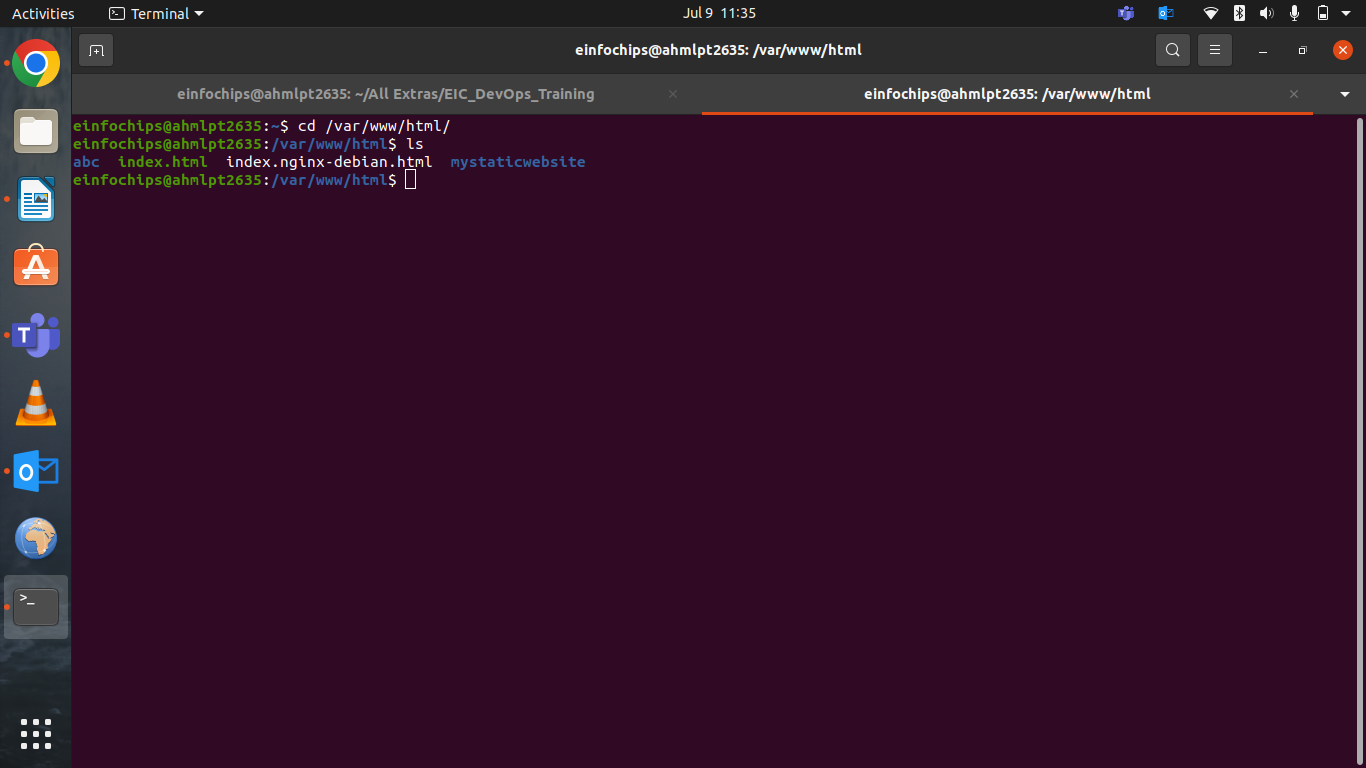 Activities Terminal Jul 9 11:35
einfochips@ahmlpt2635: /var/www/html
einfochips@ahmlpt2635: ~/All Extras/EIC_DevOps_Training einfochips@ahmlpt2635: /var/www/html
einfochips@ahmlpt2635:~$ cd /var/www/html/
einfochips@ahmlpt2635:/var/www/html$ ls
abc index.html index.nginx-debian.html mystaticwebsite
einfochips@ahmlpt2635:/var/www/html$